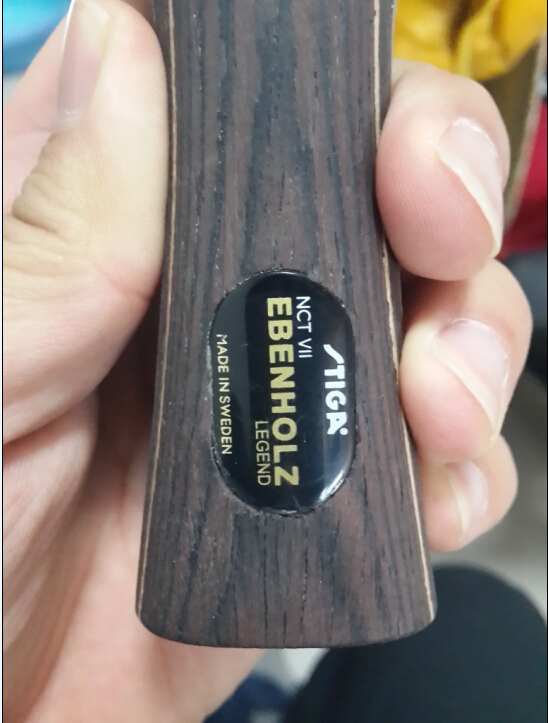 STIGA®
NCT VII
EBENHOLZ
LEGEND
MADE IN SWEDEN